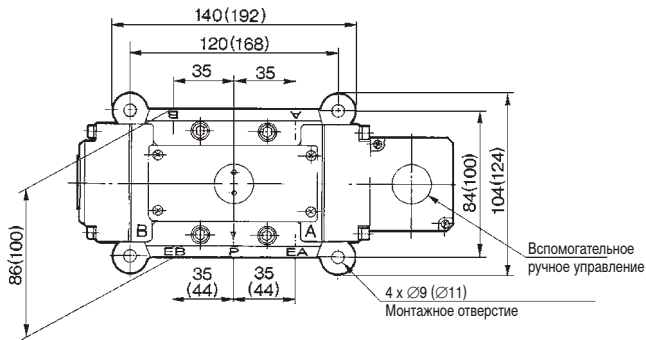 140(192)
120(168)
35 35
B A
B A
EB P EA
35 35
(44) (44)
86(100)
84(100)
104(124)
Вспомогательное
ручное управление
4 x ∅9 (∅11)
Монтажное отверстие